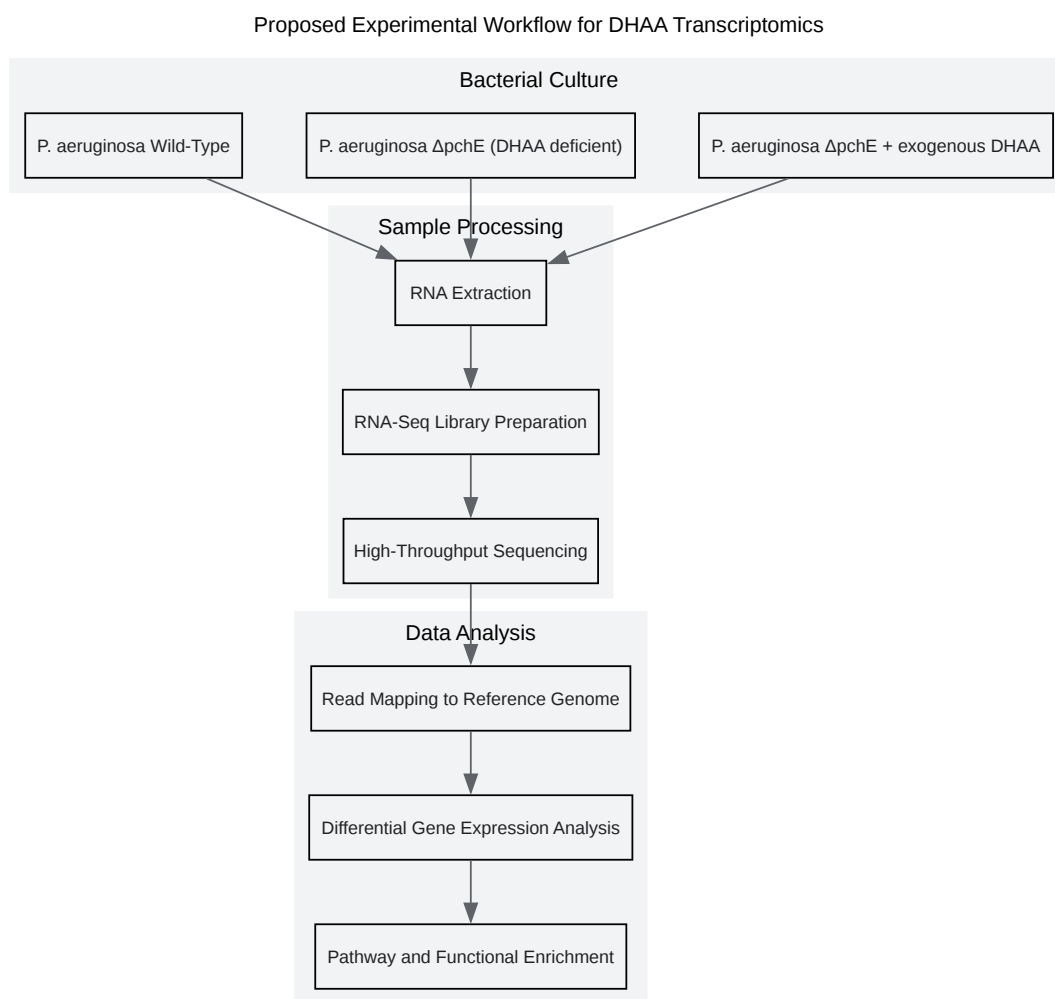 Proposed Experimental Workflow for DHAA Transcriptomics
Bacterial Culture
P. aeruginosa Wild-Type
P. aeruginosa ΔpchE (DHAA deficient)
P. aeruginosa ΔpchE + exogenous DHAA
Sample Processing
RNA Extraction
RNA-Seq Library Preparation
High-Throughput Sequencing
Data Analysis
Read Mapping to Reference Genome
Differential Gene Expression Analysis
Pathway and Functional Enrichment